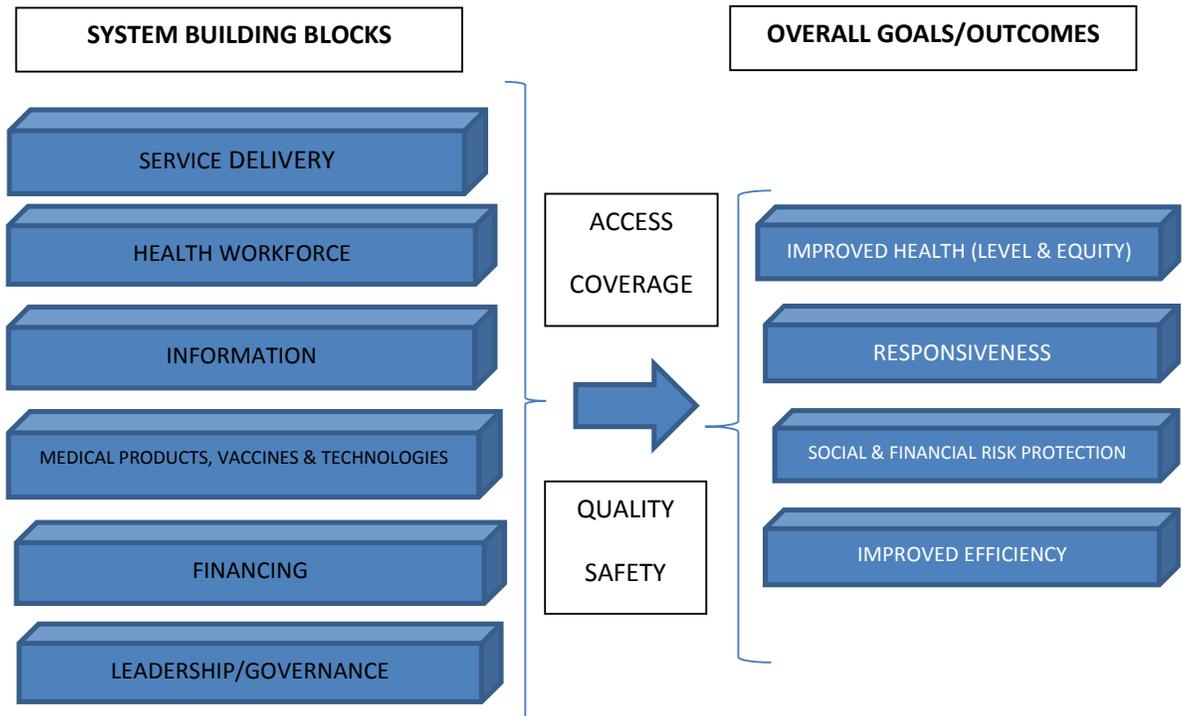 SYSTEM BUILDING BLOCKS
SERVICE DELIVERY
HEALTH WORKFORCE
INFORMATION
MEDICAL PRODUCTS, VACCINES & TECHNOLOGIES
FINANCING
LEADERSHIP/GOVERNANCE
ACCESS
COVERAGE
QUALITY
SAFETY
OVERALL GOALS/OUTCOMES
IMPROVED HEALTH (LEVEL & EQUITY)
RESPONSIVENESS
SOCIAL & FINANCIAL RISK PROTECTION
IMPROVED EFFICIENCY